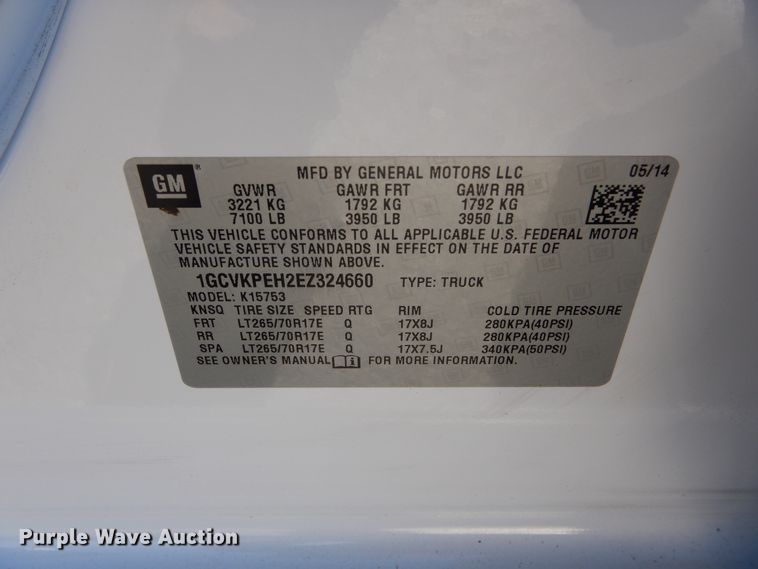 GM ®
MFD BY GENERAL MOTORS LLC 05/14
GVWR GAWR FRT GAWR RR
3221 KG 1792 KG 1792 KG
7100 LB 3950 LB 3950 LB
THIS VEHICLE CONFORMS TO ALL APPLICABLE U.S. FEDERAL MOTOR
VEHICLE SAFETY STANDARDS IN EFFECT ON THE DATE OF
MANUFACTURE SHOWN ABOVE.
1GCVKPEH2EZ324660 TYPE: TRUCK
MODEL: K15753
KNSQ TIRE SIZE SPEED RTG RIM COLD TIRE PRESSURE
FRT LT265/70R17E Q 17X8J 280KPA(40PSI)
RR LT265/70R17E Q 17X8J 280KPA(40PSI)
SPA LT265/70R17E Q 17X7.5J 340KPA(50PSI)
SEE OWNER'S MANUAL FOR MORE INFORMATION.
Purple Wave Auction